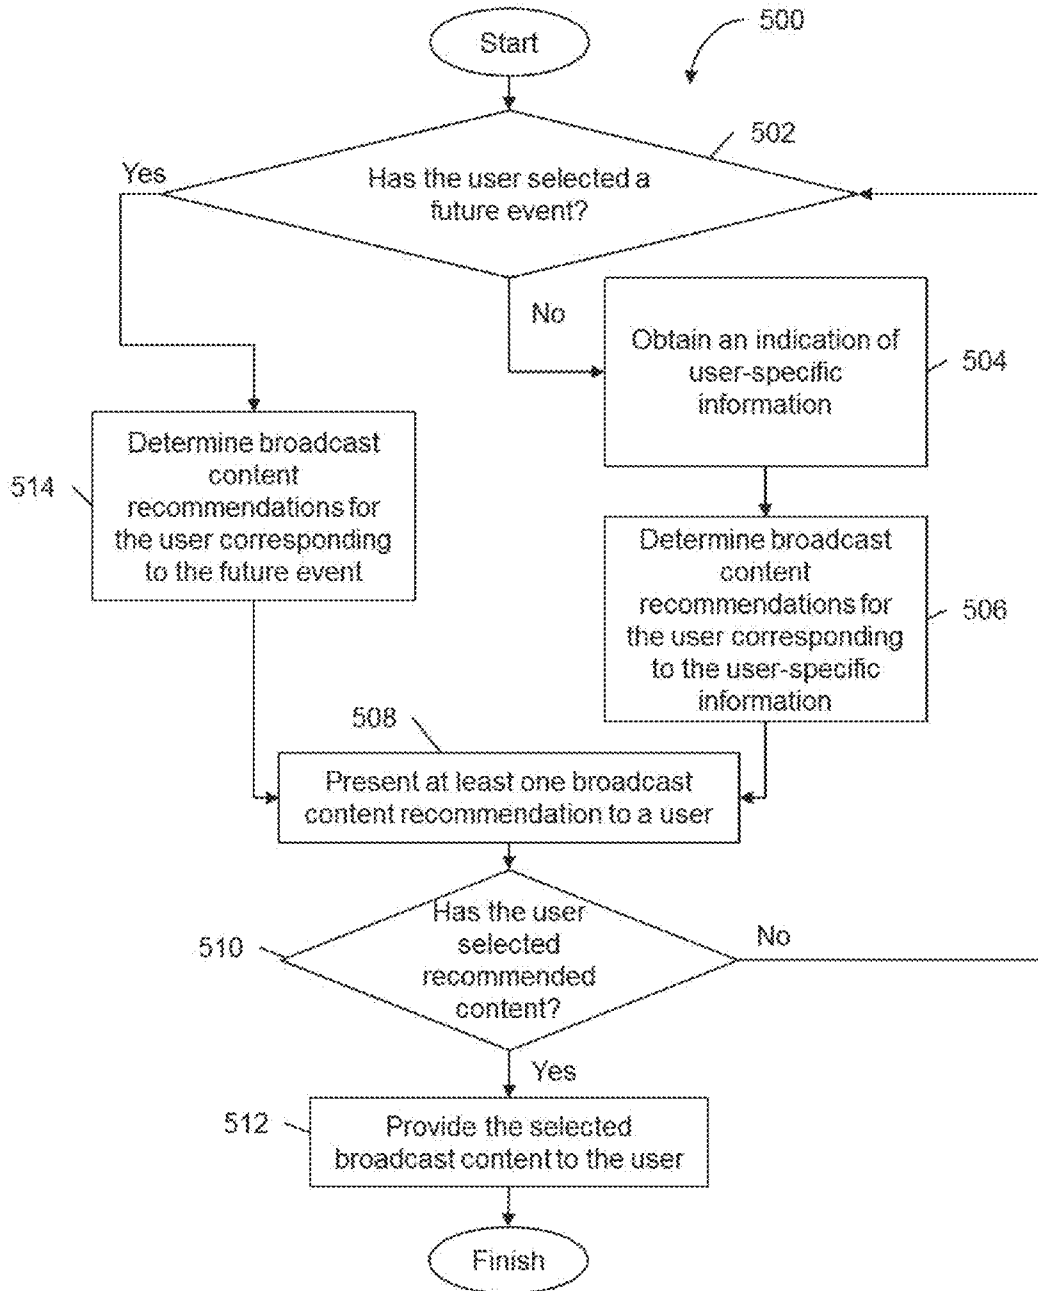 Start
500
502
Has the user selected a
future event?
Yes
No
Obtain an indication of
user-specific
information
504
Determine broadcast
content
recommendations for
the user corresponding
to the future event
514
Determine broadcast
content
recommendations for
the user corresponding
to the user-specific
information
506
508
Present at least one broadcast
content recommendation to a user
510
Has the user
selected
recommended
content?
No
Yes
512
Provide the selected
broadcast content to the user
Finish